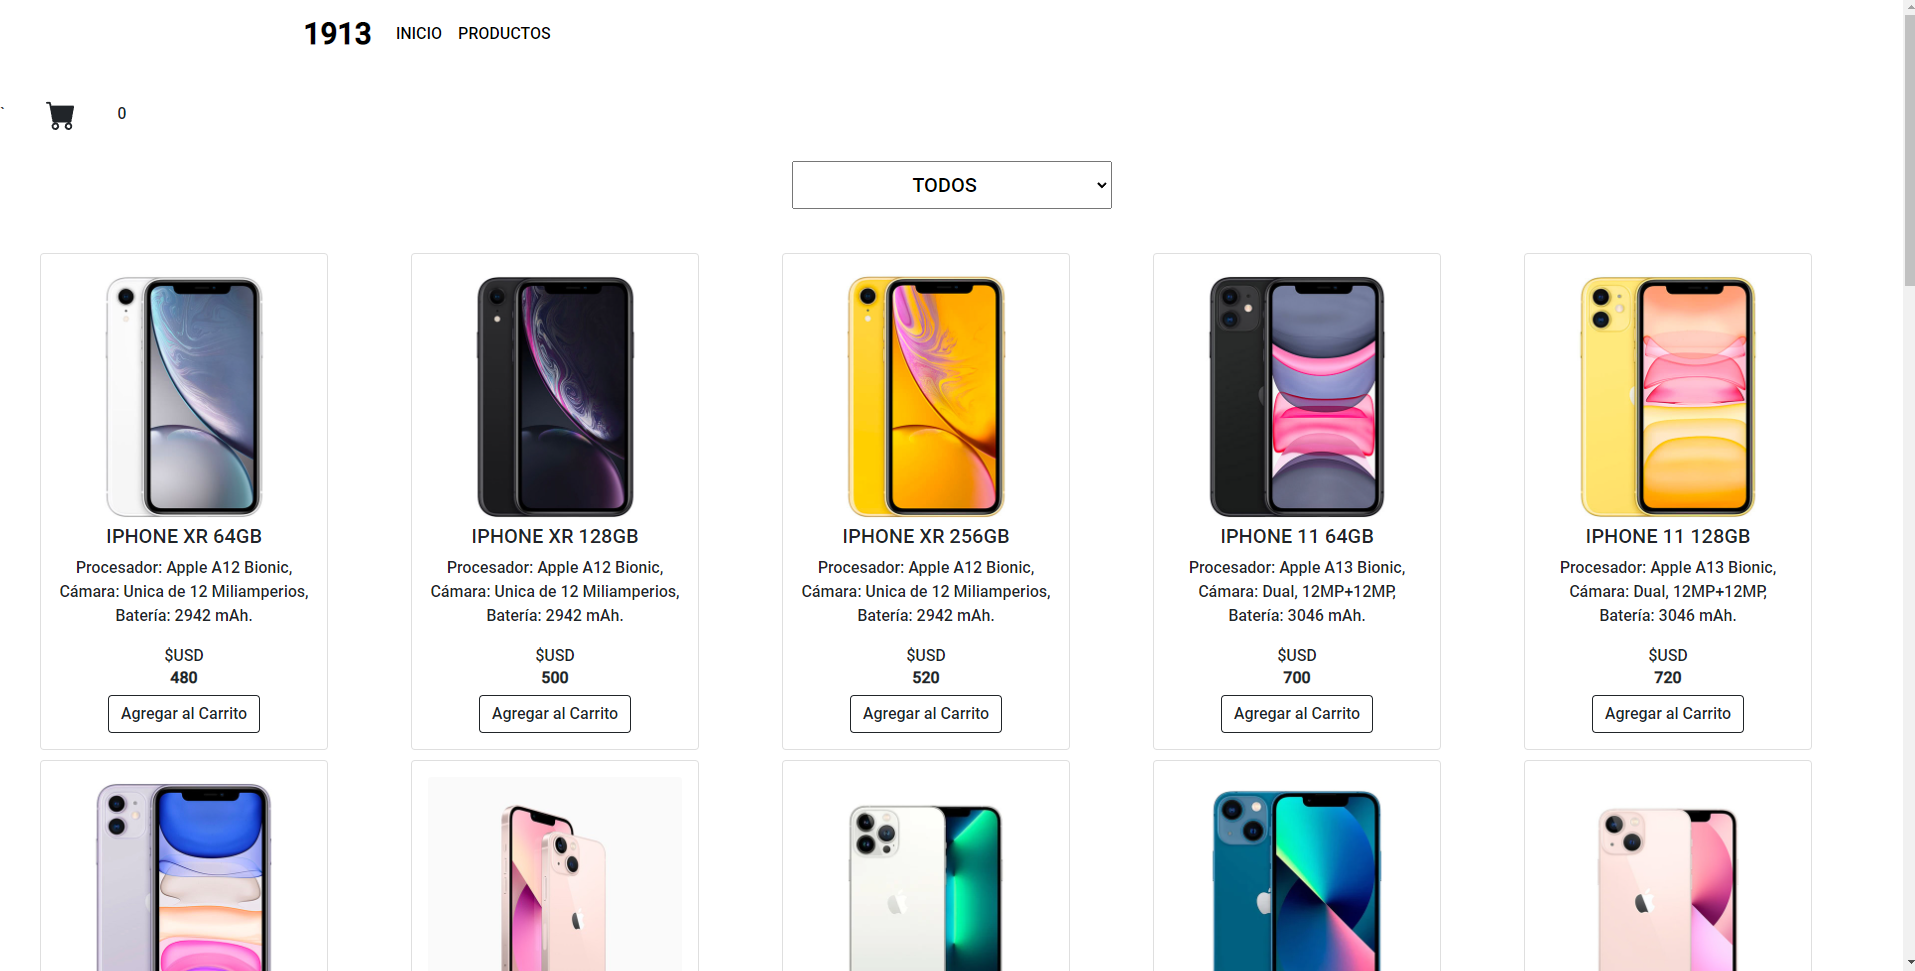 1913 INICIO PRODUCTOS
`
0
TODOS
IPHONE XR 64GB
Procesador: Apple A12 Bionic,
Cámara: Unica de 12 Miliamperios,
Batería: 2942 mAh.
$USD
480
Agregar al Carrito
IPHONE XR 128GB
Procesador: Apple A12 Bionic,
Cámara: Unica de 12 Miliamperios,
Batería: 2942 mAh.
$USD
500
Agregar al Carrito
IPHONE XR 256GB
Procesador: Apple A12 Bionic,
Cámara: Unica de 12 Miliamperios,
Batería: 2942 mAh.
$USD
520
Agregar al Carrito
IPHONE 11 64GB
Procesador: Apple A13 Bionic,
Cámara: Dual, 12MP+12MP,
Batería: 3046 mAh.
$USD
700
Agregar al Carrito
IPHONE 11 128GB
Procesador: Apple A13 Bionic,
Cámara: Dual, 12MP+12MP,
Batería: 3046 mAh.
$USD
720
Agregar al Carrito